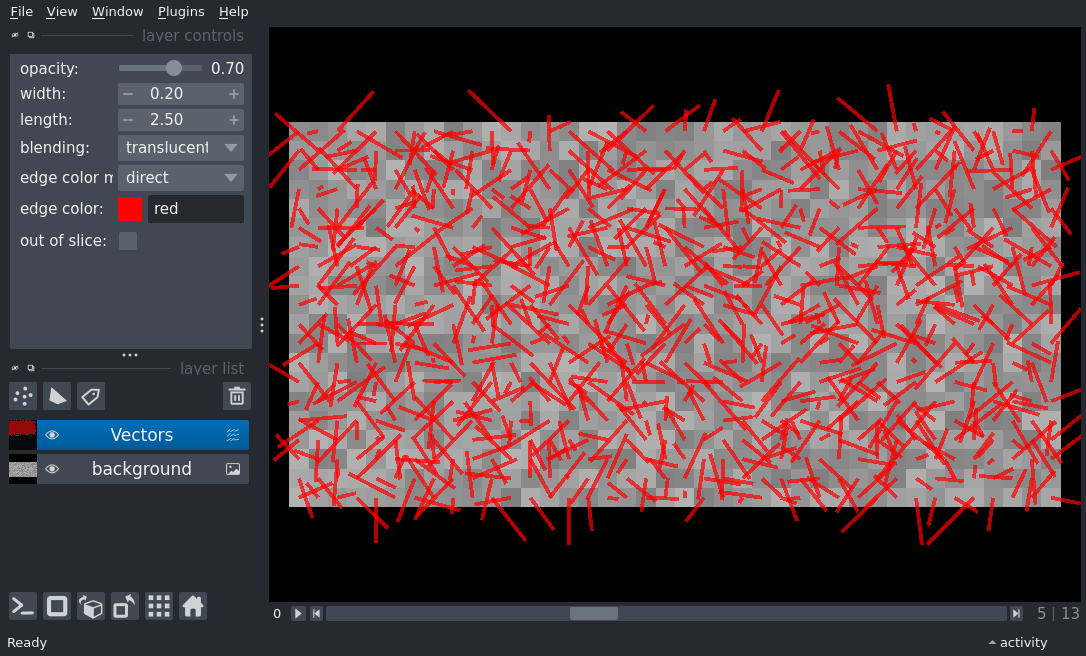 File View Window Plugins Help
layer controls
opacity: 0.70
width: − 0.20 +
length: − 2.50 +
blending: translucent
edge color m direct
edge color: red
out of slice:
layer list
Vectors
background
0 5 | 13
Ready activity